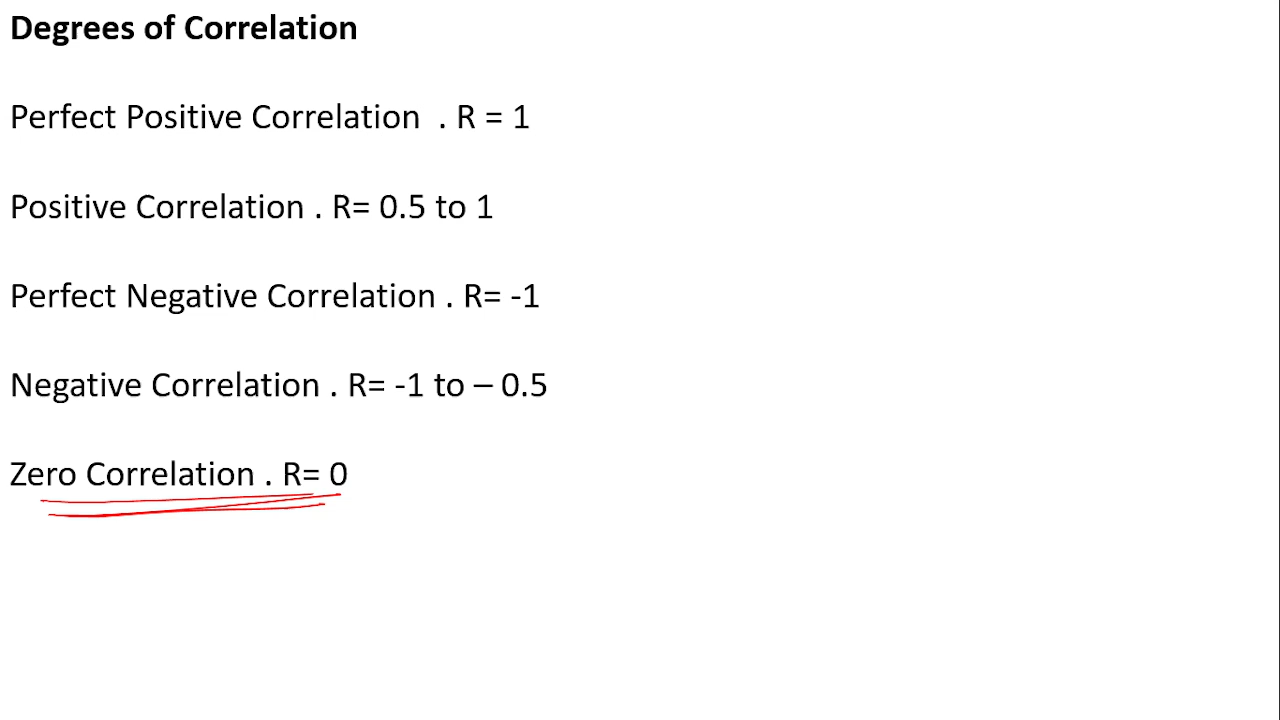 Degrees of Correlation
Perfect Positive Correlation  . R = 1
Positive Correlation . R= 0.5 to 1
Perfect Negative Correlation . R= -1
Negative Correlation . R= -1 to – 0.5
Zero Correlation . R= 0